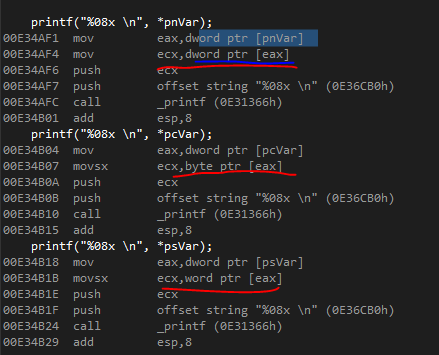 printf("%08x \n", *pnVar);
00E34AF1 mov eax,dword ptr [pnVar]
00E34AF4 mov ecx,dword ptr [eax]
00E34AF6 push ecx
00E34AF7 push offset string "%08x \n" (0E36CB0h)
00E34AFC call _printf (0E31366h)
00E34B01 add esp,8
printf("%08x \n", *pcVar);
00E34B04 mov eax,dword ptr [pcVar]
00E34B07 movsx ecx,byte ptr [eax]
00E34B0A push ecx
00E34B0B push offset string "%08x \n" (0E36CB0h)
00E34B10 call _printf (0E31366h)
00E34B15 add esp,8
printf("%08x \n", *psVar);
00E34B18 mov eax,dword ptr [psVar]
00E34B1B movsx ecx,word ptr [eax]
00E34B1E push ecx
00E34B1F push offset string "%08x \n" (0E36CB0h)
00E34B24 call _printf (0E31366h)
00E34B29 add esp,8